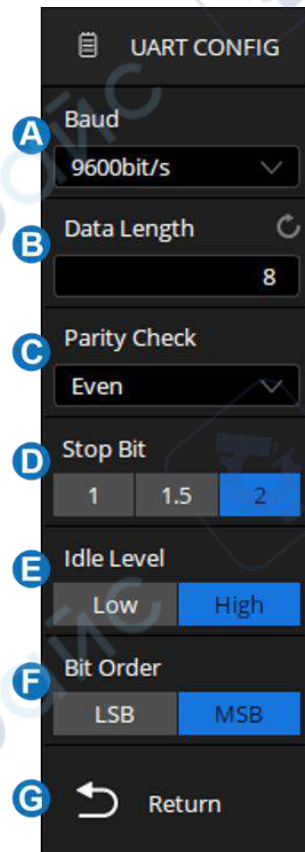 UART CONFIG
A
Baud
9600bit/s
B
Data Length
8
C
Parity Check
Even
D
Stop Bit
1 1.5 2
E
Idle Level
Low High
F
Bit Order
LSB MSB
G
Return